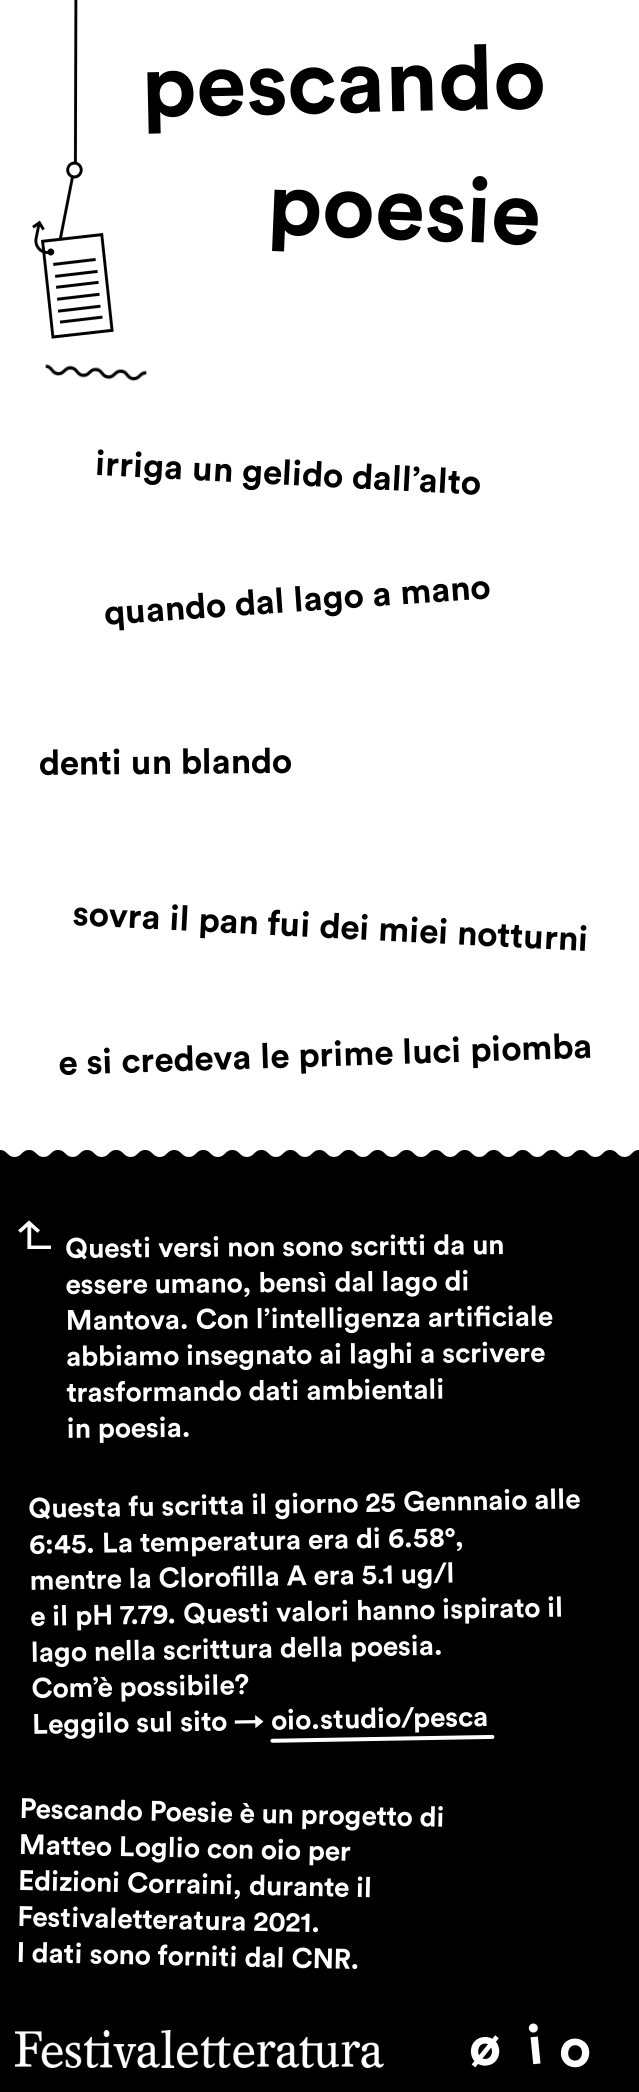 pescando
poesie
irriga un gelido dall’alto
quando dal lago a mano
denti un blando
sovra il pan fui dei miei notturni
e si credeva le prime luci piomba
Questi versi non sono scritti da un
essere umano, bensì dal lago di
Mantova. Con l’intelligenza artificiale
abbiamo insegnato ai laghi a scrivere
trasformando dati ambientali
in poesia.
Questa fu scritta il giorno 25 Gennnaio alle
6:45. La temperatura era di 6.58°,
mentre la Clorofilla A era 5.1 ug/l
e il pH 7.79. Questi valori hanno ispirato il
lago nella scrittura della poesia.
Com’è possibile?
Leggilo sul sito → oio.studio/pesca
Pescando Poesie è un progetto di
Matteo Loglio con oio per
Edizioni Corraini, durante il
Festivaletteratura 2021.
I dati sono forniti dal CNR.
Festivaletteratura
ø i o